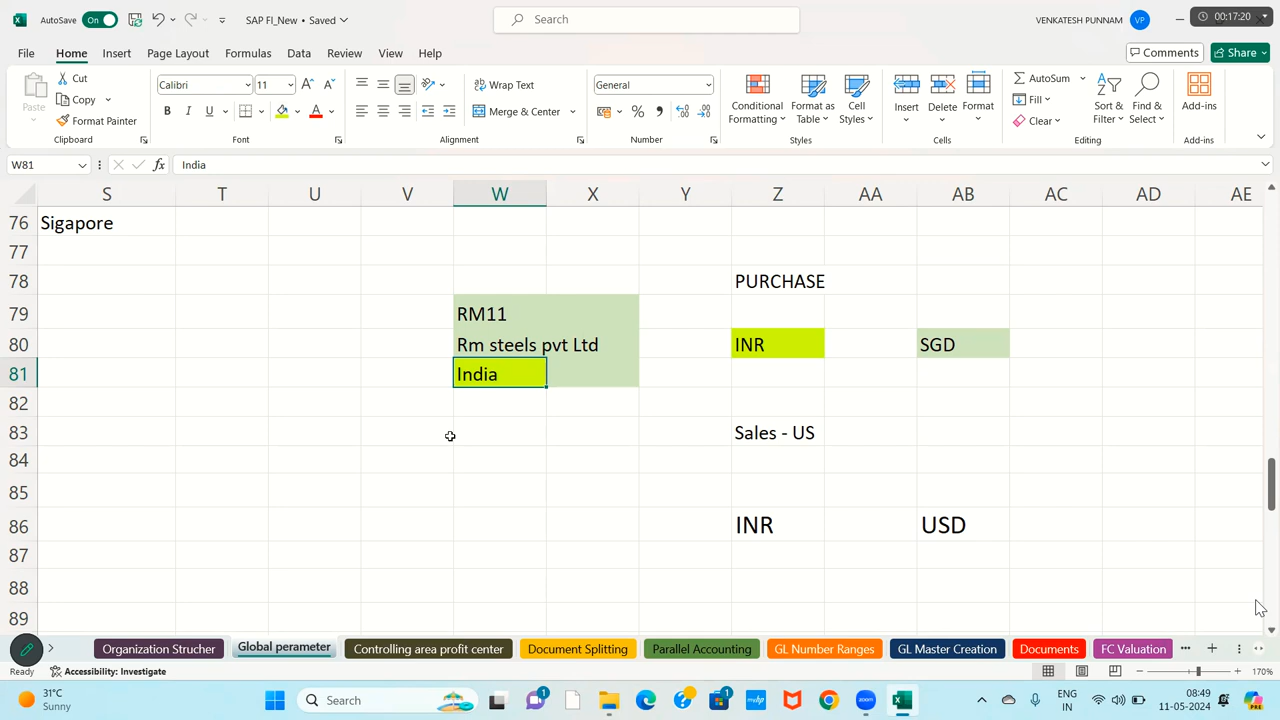 AutoSave On SAP FI_New • Saved Search VENKATESH PUNNAM VP 00:17:20
File Home Insert Page Layout Formulas Data Review View Help Comments Share
Paste Cut Copy Format Painter Clipboard
Calibri 11 B I U A Font
Wrap Text Merge & Center Alignment
General % Number
Conditional Formatting Format as Table Cell Styles Styles
Insert Delete Format Cells
AutoSum Fill Clear Sort & Filter Find & Select Editing
Add-ins Add-ins
W81 fx India
S T U V W X Y Z AA AB AC AD AE
76 Sigapore
77
78 PURCHASE
79 RM11
80 Rm steels pvt Ltd INR SGD
81 India
82
83 Sales - US
84
85
86 INR USD
87
88
89
Organization Strucher Global perameter Controlling area profit center Document Splitting Parallel Accounting GL Number Ranges GL Master Creation Documents FC Valuation
Ready Accessibility: Investigate 170%
31°C Sunny Search ENG IN 08:49 11-05-2024